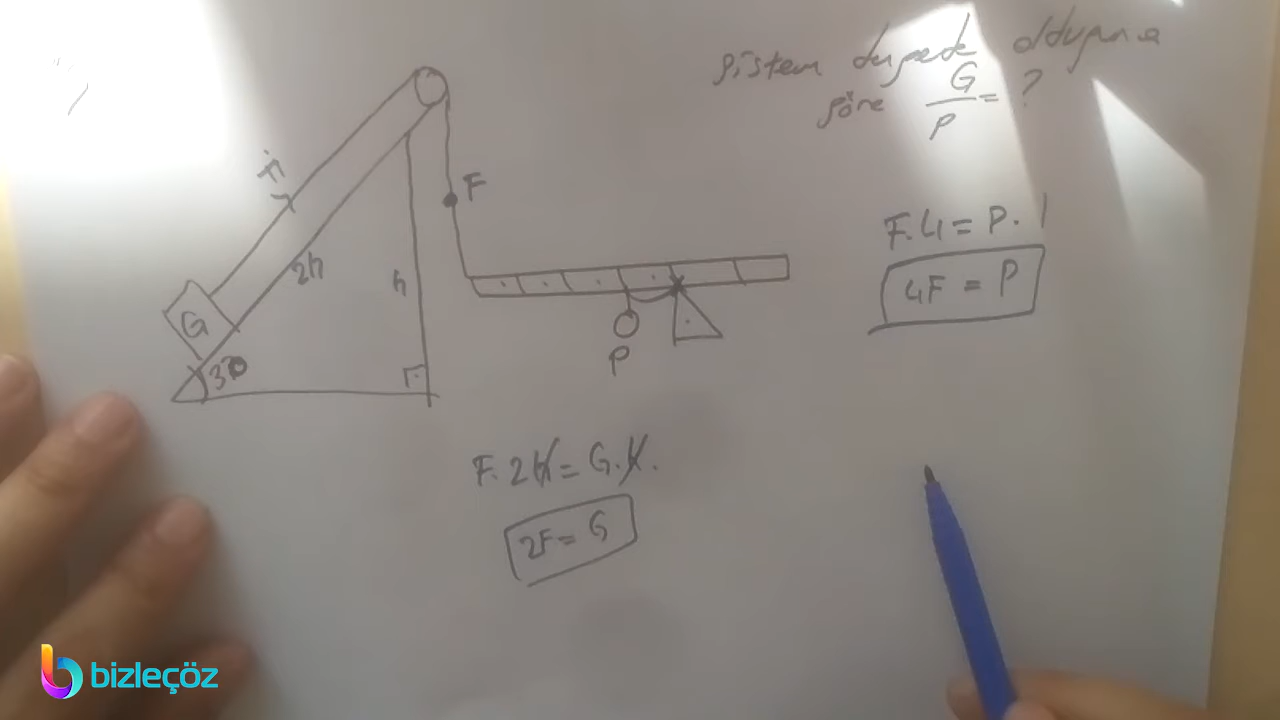 sistem dengede olduğuna
göre G/P = ?
F
F
2h
h
G
30
P
F.4 = P.1
4F = P
F.2h = G.h.
2F = G
bizleçöz